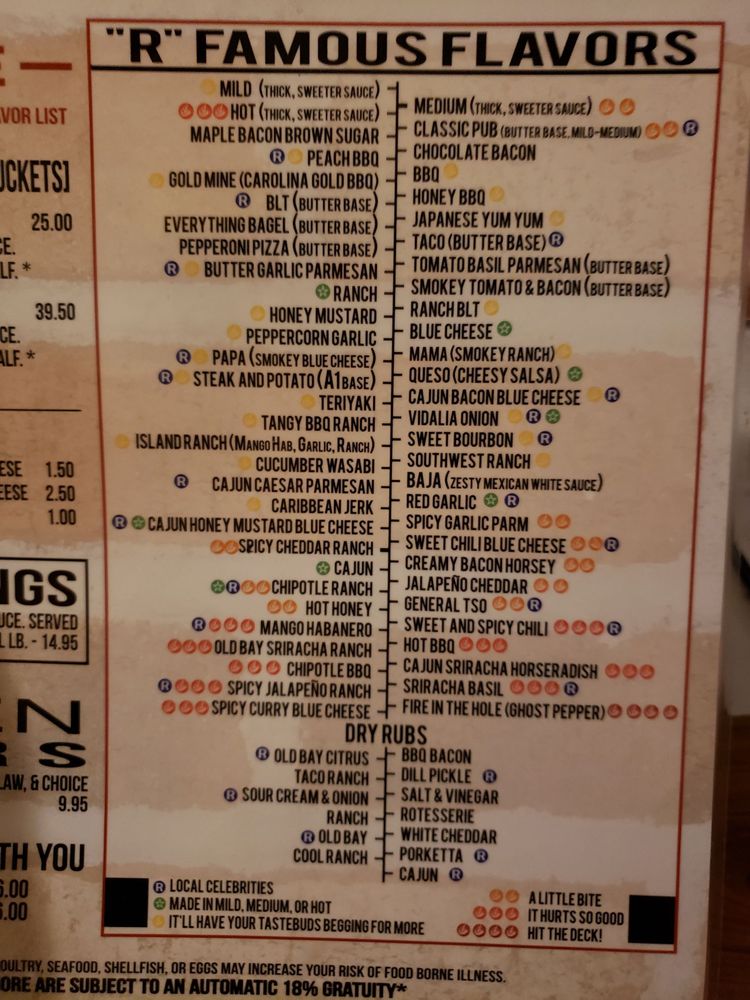 "R" FAMOUS FLAVORS
MILD (THICK, SWEETER SAUCE)
HOT (THICK, SWEETER SAUCE)
MAPLE BACON BROWN SUGAR
R PEACH BBQ
GOLD MINE (CAROLINA GOLD BBQ)
R BLT (BUTTER BASE)
EVERYTHING BAGEL (BUTTER BASE)
PEPPERONI PIZZA (BUTTER BASE)
R BUTTER GARLIC PARMESAN
RANCH
HONEY MUSTARD
PEPPERCORN GARLIC
R PAPA (SMOKEY BLUE CHEESE)
R STEAK AND POTATO (A1 BASE)
TERIYAKI
TANGY BBQ RANCH
ISLAND RANCH (MANGO HAB, GARLIC, RANCH)
CUCUMBER WASABI
R CAJUN CAESAR PARMESAN
CARIBBEAN JERK
R CAJUN HONEY MUSTARD BLUE CHEESE
SPICY CHEDDAR RANCH
CAJUN
R CHIPOTLE RANCH
HOT HONEY
R MANGO HABANERO
OLD BAY SRIRACHA RANCH
CHIPOTLE BBQ
R SPICY JALAPEÑO RANCH
SPICY CURRY BLUE CHEESE
MEDIUM (THICK, SWEETER SAUCE)
CLASSIC PUB (BUTTER BASE, MILD-MEDIUM) R
CHOCOLATE BACON
BBQ
HONEY BBQ
JAPANESE YUM YUM
TACO (BUTTER BASE) R
TOMATO BASIL PARMESAN (BUTTER BASE)
SMOKEY TOMATO & BACON (BUTTER BASE)
RANCH BLT
BLUE CHEESE
MAMA (SMOKEY RANCH)
QUESO (CHEESY SALSA)
CAJUN BACON BLUE CHEESE R
VIDALIA ONION R
SWEET BOURBON R
SOUTHWEST RANCH
BAJA (ZESTY MEXICAN WHITE SAUCE)
RED GARLIC R
SPICY GARLIC PARM
SWEET CHILI BLUE CHEESE R
CREAMY BACON HORSEY
JALAPEÑO CHEDDAR
GENERAL TSO R
SWEET AND SPICY CHILI R
HOT BBQ
CAJUN SRIRACHA HORSERADISH
SRIRACHA BASIL R
FIRE IN THE HOLE (GHOST PEPPER)
DRY RUBS
R OLD BAY CITRUS
TACO RANCH
R SOUR CREAM & ONION
RANCH
R OLD BAY
COOL RANCH
BBQ BACON
DILL PICKLE R
SALT & VINEGAR
ROTESSERIE
WHITE CHEDDAR
PORKETTA R
CAJUN R
R LOCAL CELEBRITIES
MADE IN MILD, MEDIUM, OR HOT
IT'LL HAVE YOUR TASTEBUDS BEGGING FOR MORE
A LITTLE BITE
IT HURTS SO GOOD
HIT THE DECK!
VOR LIST
UCKETS]
25.00
CE.
LF. *
39.50
CE.
ALF. *
ESE 1.50
EESE 2.50
1.00
NGS
UCE. SERVED
L LB. - 14.95
EN
RS
LAW, & CHOICE
9.95
TH YOU
6.00
6.00
OULTRY, SEAFOOD, SHELLFISH, OR EGGS MAY INCREASE YOUR RISK OF FOOD BORNE ILLNESS.
ORE ARE SUBJECT TO AN AUTOMATIC 18% GRATUITY*